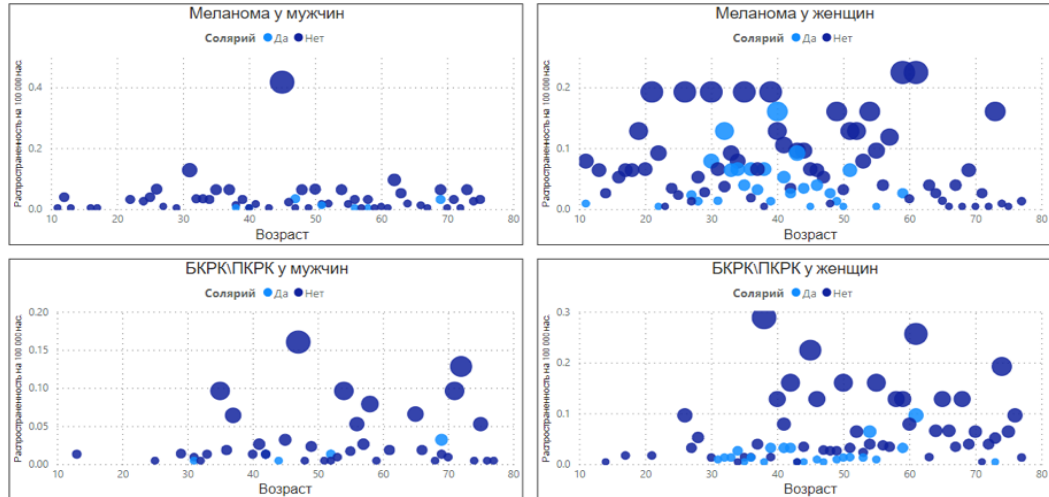 Меланома у мужчин
Солярий Да Нет
Распространенность на 100 000 нас.
0.4
0.2
0.0
10 20 30 40 50 60 70 80
Возраст
Меланома у женщин
Солярий Да Нет
Распространенность на 100 000 нас.
0.2
0.1
0.0
10 20 30 40 50 60 70 80
Возраст
БКРК\ПКРК у мужчин
Солярий Да Нет
Распространенность на 100 000 нас.
0.20
0.15
0.10
0.05
0.00
10 20 30 40 50 60 70 80
Возраст
БКРК\ПКРК у женщин
Солярий Да Нет
Распространенность на 100 000 нас.
0.3
0.2
0.1
0.0
10 20 30 40 50 60 70 80
Возраст